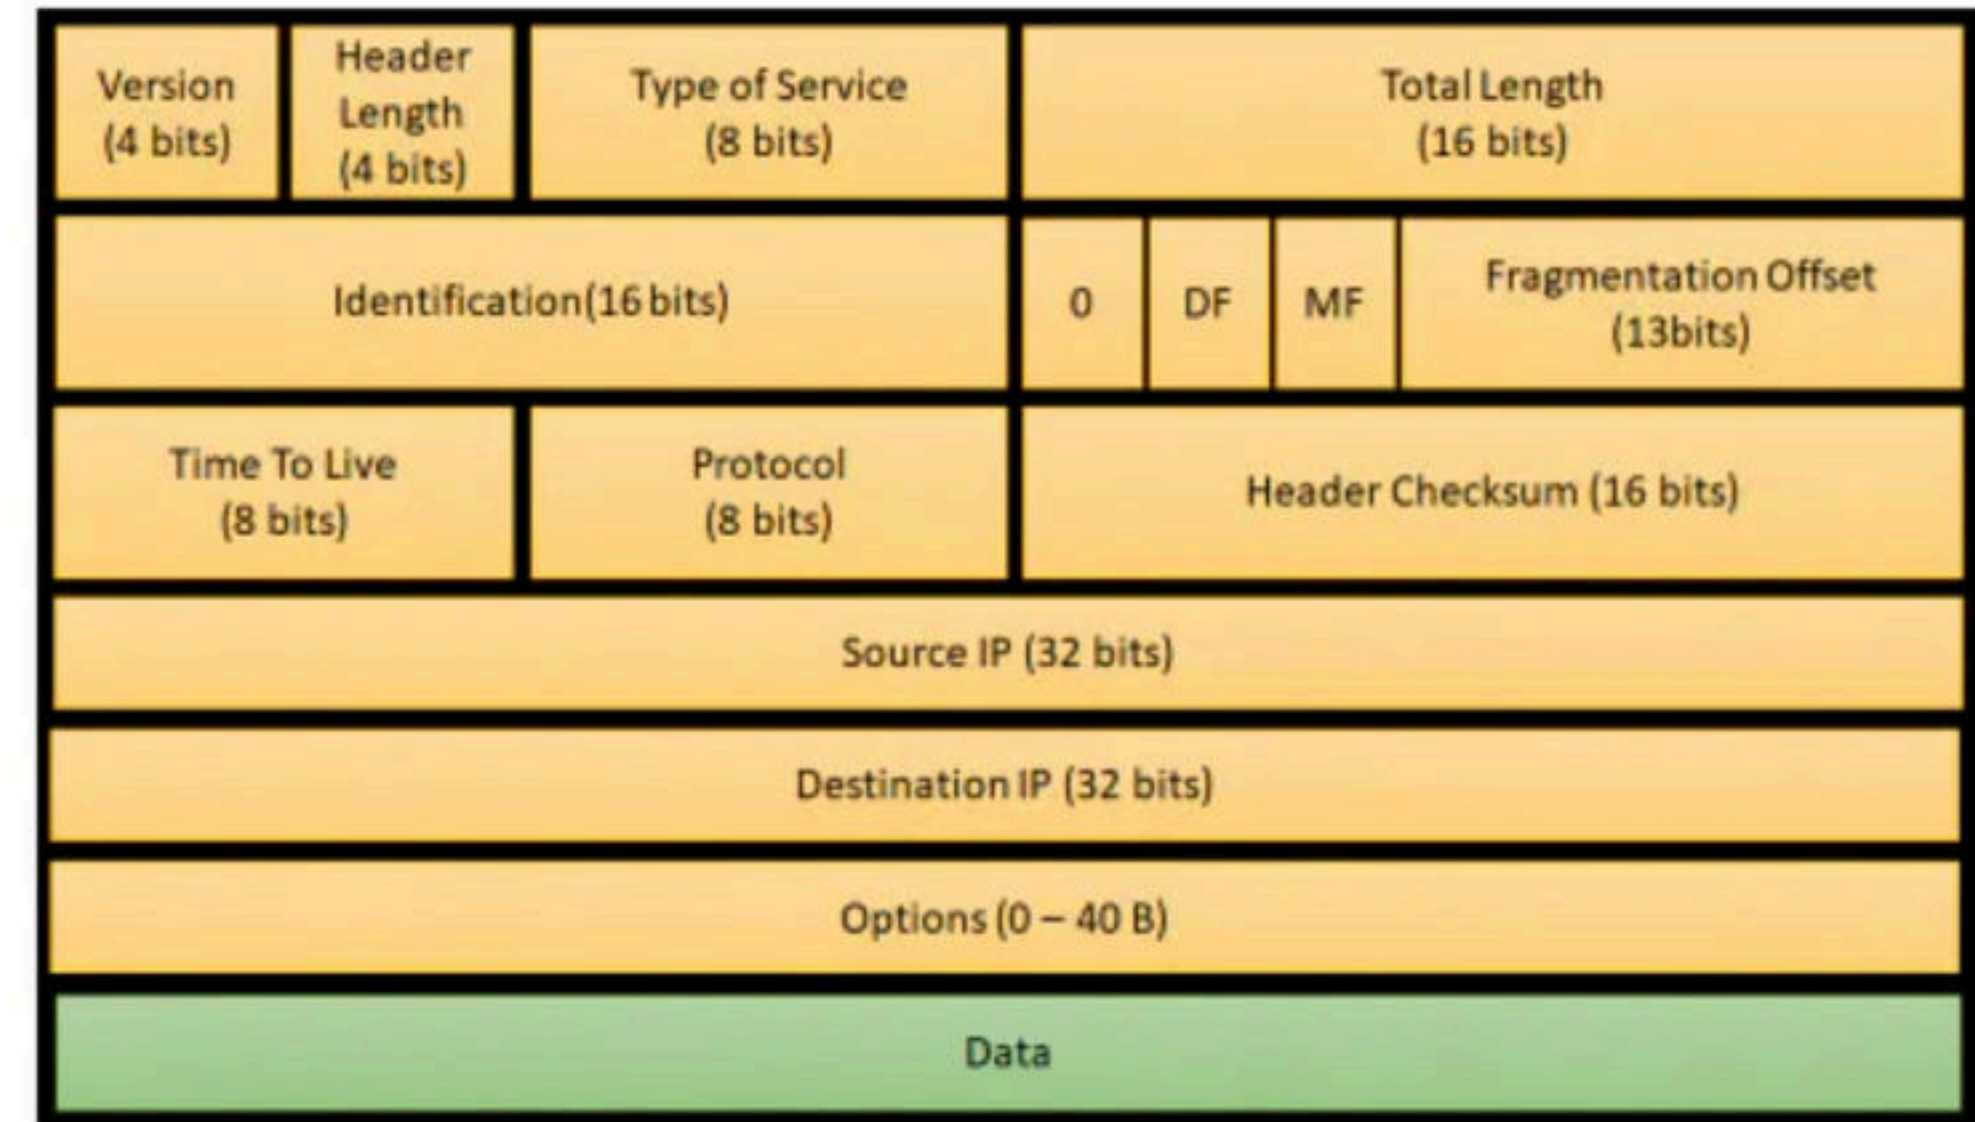 Version
(4 bits)
Header
Length
(4 bits)
Type of Service
(8 bits)
Total Length
(16 bits)
Identification(16 bits)
0
DF
MF
Fragmentation Offset
(13bits)
Time To Live
(8 bits)
Protocol
(8 bits)
Header Checksum (16 bits)
Source IP (32 bits)
Destination IP (32 bits)
Options (0 – 40 B)
Data